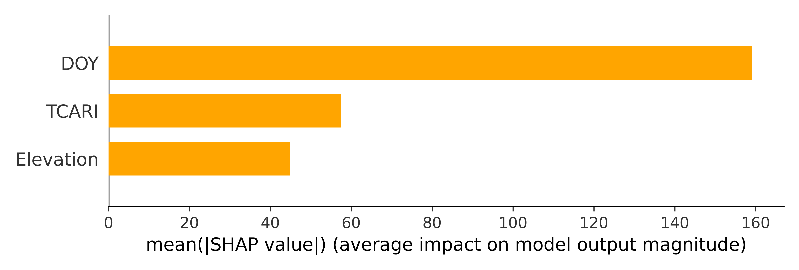 DOY
TCARI
Elevation
0 20 40 60 80 100 120 140 160
mean(|SHAP value|) (average impact on model output magnitude)